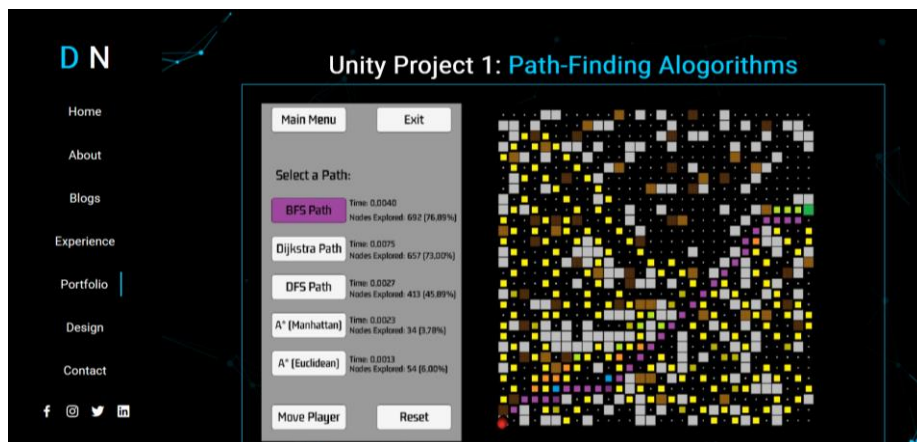 D N
Unity Project 1: Path-Finding Alogorithms
Home
About
Blogs
Experience
Portfolio
Design
Contact
Main Menu
Exit
Select a Path:
BFS Path
Time: 0,0040
Nodes Explored: 692 (76,89%)
Dijkstra Path
Time: 0,0075
Nodes Explored: 657 (73,00%)
DFS Path
Time: 0,0027
Nodes Explored: 413 (45,89%)
A* (Manhattan)
Time: 0,0023
Nodes Explored: 34 (3,78%)
A* (Euclidean)
Time: 0,0013
Nodes Explored: 54 (6,00%)
Move Player
Reset